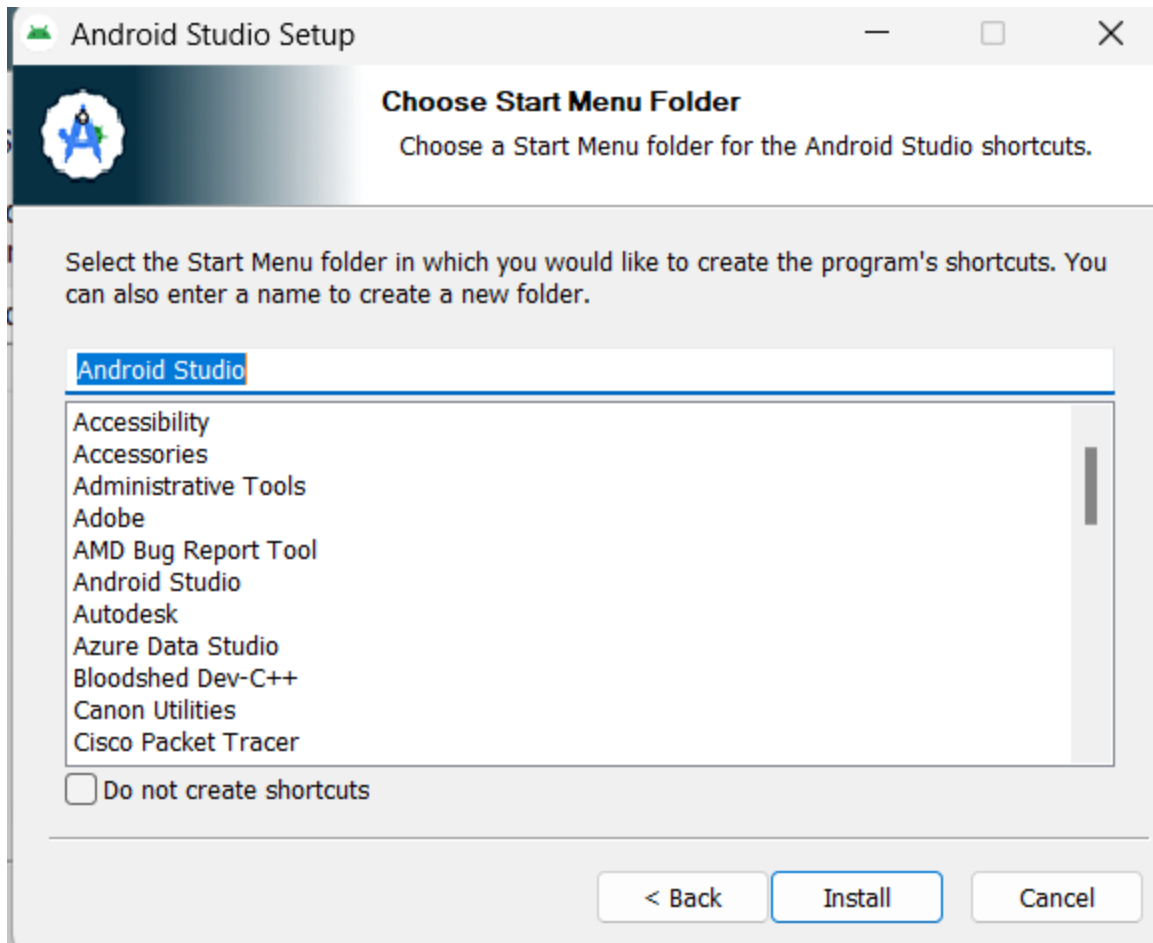 Android Studio Setup
Choose Start Menu Folder
Choose a Start Menu folder for the Android Studio shortcuts.
Select the Start Menu folder in which you would like to create the program's shortcuts. You
can also enter a name to create a new folder.
Android Studio
Accessibility
Accessories
Administrative Tools
Adobe
AMD Bug Report Tool
Android Studio
Autodesk
Azure Data Studio
Bloodshed Dev-C++
Canon Utilities
Cisco Packet Tracer
Do not create shortcuts
< Back
Install
Cancel